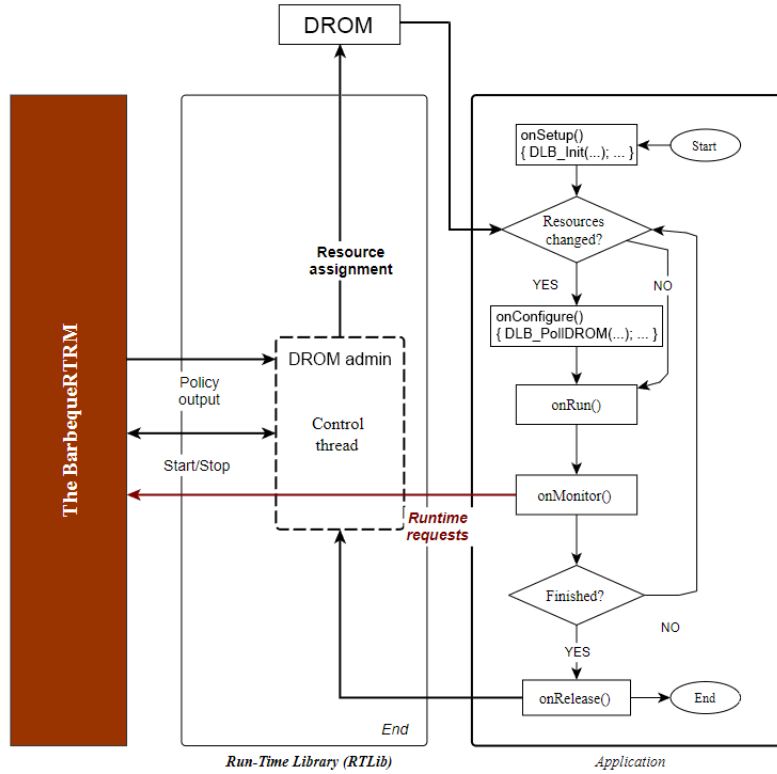 DROM
onSetup()
{ DLB_Init(...); ... }
Start
Resources
changed?
Resource
assignment
YES
NO
onConfigure()
{ DLB_PollDROM(...); ... }
The BarbequeRTRM
DROM admin
Policy
output
onRun()
Control
thread
Start/Stop
onMonitor()
Runtime
requests
Finished?
NO
YES
onRelease()
End
End
Run-Time Library (RTLib)
Application